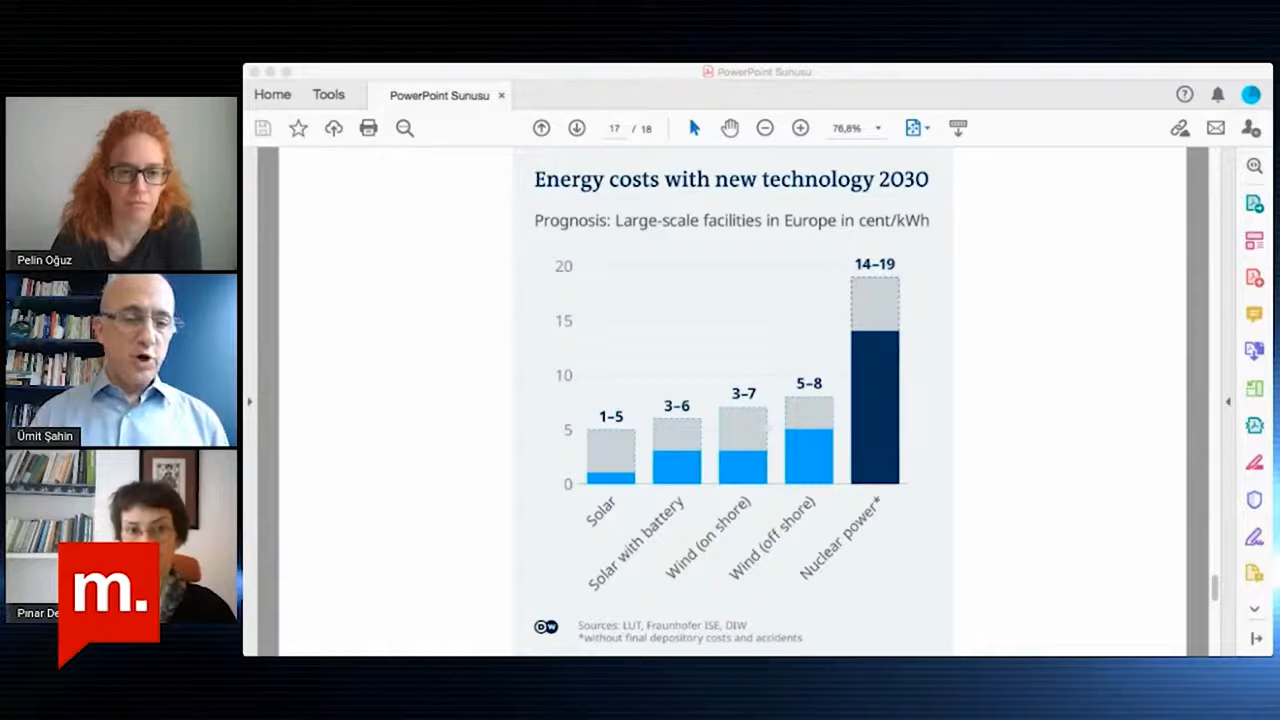 PowerPoint Sunusu
Home
Tools
PowerPoint Sunusu ×
17 / 18
76,8%
Pelin Oğuz
Ümit Şahin
Pınar De
m.
Energy costs with new technology 2030
Prognosis: Large-scale facilities in Europe in cent/kWh
20
15
10
5
0
1–5
3–6
3–7
5–8
14–19
Solar
Solar with battery
Wind (on shore)
Wind (off shore)
Nuclear power*
DW
Sources: LUT, Fraunhofer ISE, DIW
*without final depository costs and accidents